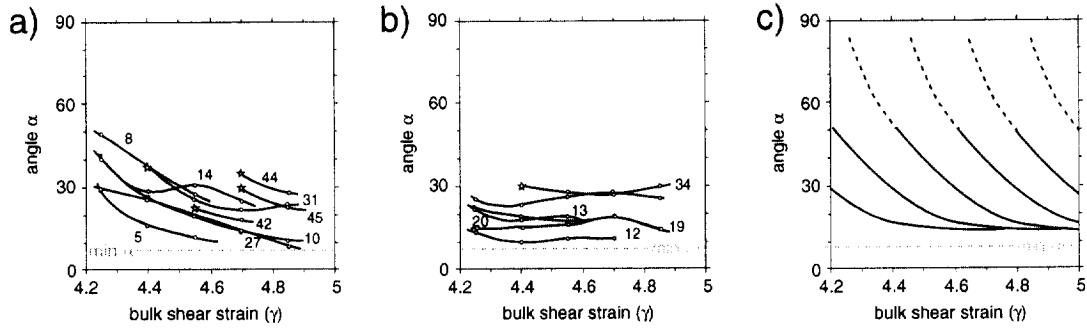 a)
90
60
30
0
angle α
8
14
44
31
45
42
5
27
10
min α
4.2 4.4 4.6 4.8 5
bulk shear strain (γ)
b)
90
60
30
0
angle α
34
20
13
12
19
min
4.2 4.4 4.6 4.8 5
bulk shear strain (γ)
c)
90
60
30
0
angle α
4.2 4.4 4.6 4.8 5
bulk shear strain (γ)